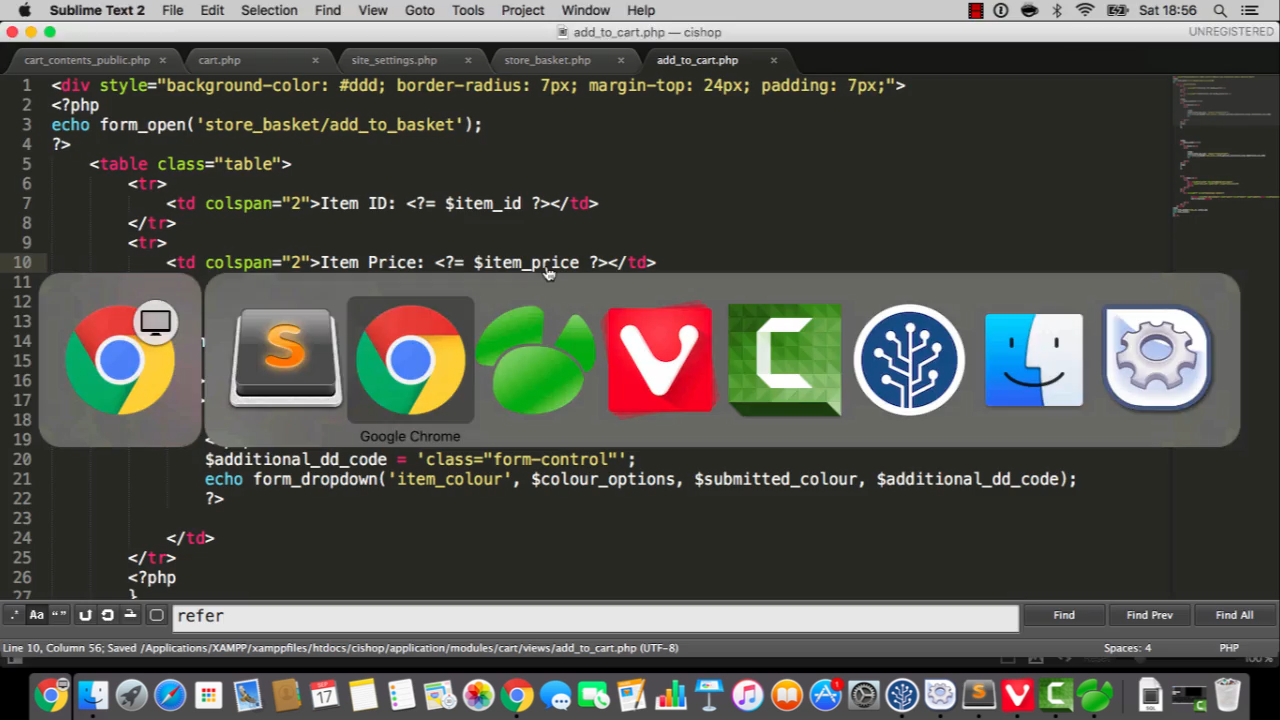 Sublime Text 2 File Edit Selection Find View Goto Tools Project Window Help Sat 18:56
add_to_cart.php — cishop UNREGISTERED
cart_contents_public.php × cart.php × site_settings.php × store_basket.php × add_to_cart.php ×
1 <div style="background-color: #ddd; border-radius: 7px; margin-top: 24px; padding: 7px;">
2 <?php
3 echo form_open('store_basket/add_to_basket');
4 ?>
5 <table class="table">
6 <tr>
7 <td colspan="2">Item ID: <?= $item_id ?></td>
8 </tr>
9 <tr>
10 <td colspan="2">Item Price: <?= $item_price ?></td>
11
12
13
14
15
16
17
18
19
Google Chrome
20 $additional_dd_code = 'class="form-control"';
21 echo form_dropdown('item_colour', $colour_options, $submitted_colour, $additional_dd_code);
22 ?>
23
24 </td>
25 </tr>
26 <?php
27 }
.* Aa “” refer Find Find Prev Find All
Line 10, Column 56; Saved /Applications/XAMPP/xamppfiles/htdocs/cishop/application/modules/cart/views/add_to_cart.php (UTF-8) Spaces: 4 PHP
100%
17